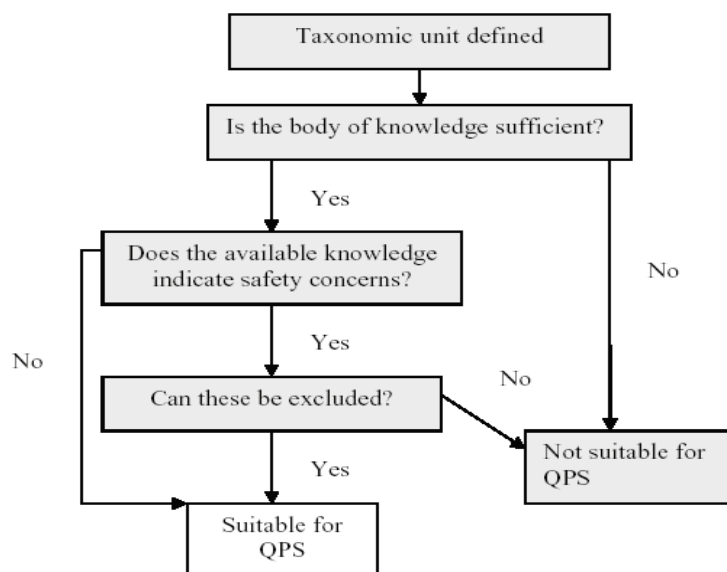 Taxonomic unit defined
Is the body of knowledge sufficient?
Yes
Does the available knowledge
indicate safety concerns?
No
No
Yes
No
Can these be excluded?
Yes
Not suitable for
QPS
Suitable for
QPS